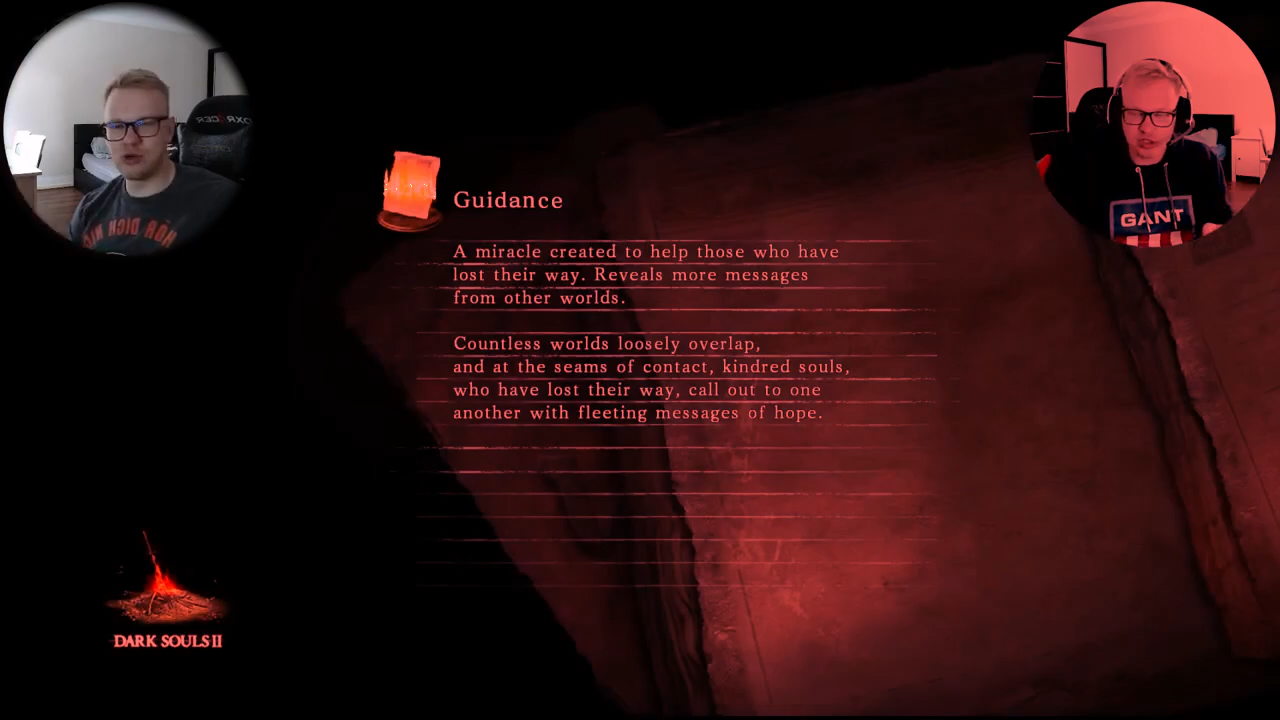 Guidance
A miracle created to help those who have
lost their way. Reveals more messages
from other worlds.
Countless worlds loosely overlap,
and at the seams of contact, kindred souls,
who have lost their way, call out to one
another with fleeting messages of hope.
GANT
DARK SOULS II